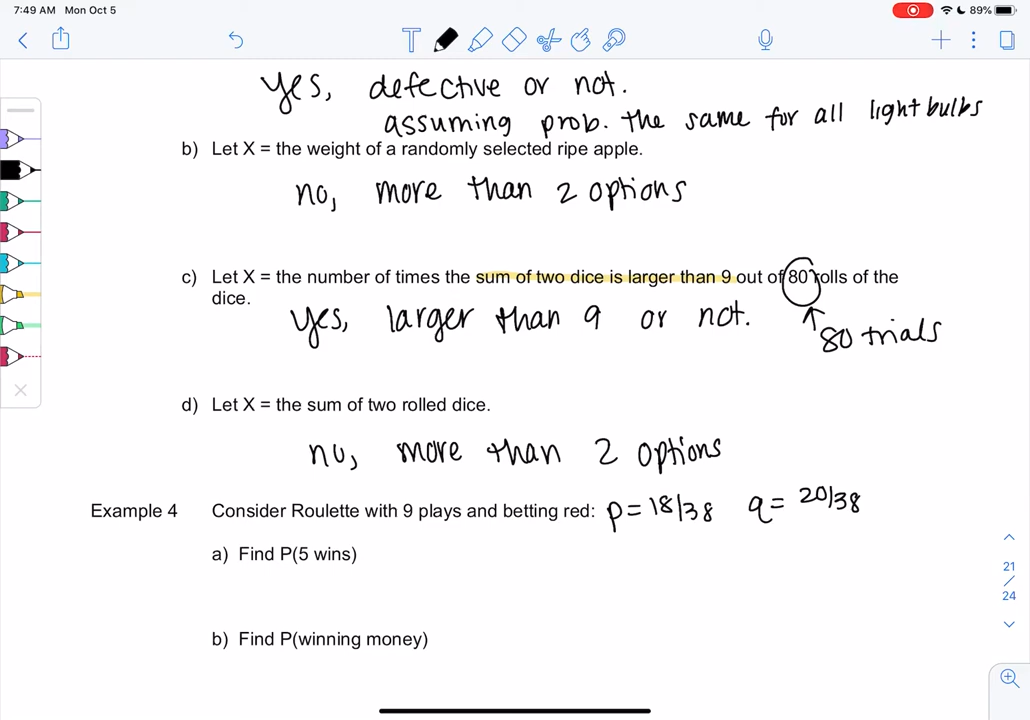 7:49 AM Mon Oct 5
89%
yes, defective or not.
assuming prob. the same for all light bulbs
b) Let X = the weight of a randomly selected ripe apple.
no, more than 2 options
c) Let X = the number of times the sum of two dice is larger than 9 out of 80 rolls of the
dice.
yes, larger than 9 or not.
80 trials
d) Let X = the sum of two rolled dice.
no, more than 2 options
Example 4 Consider Roulette with 9 plays and betting red: p = 18/38 q = 20/38
a) Find P(5 wins)
21
/
24
b) Find P(winning money)